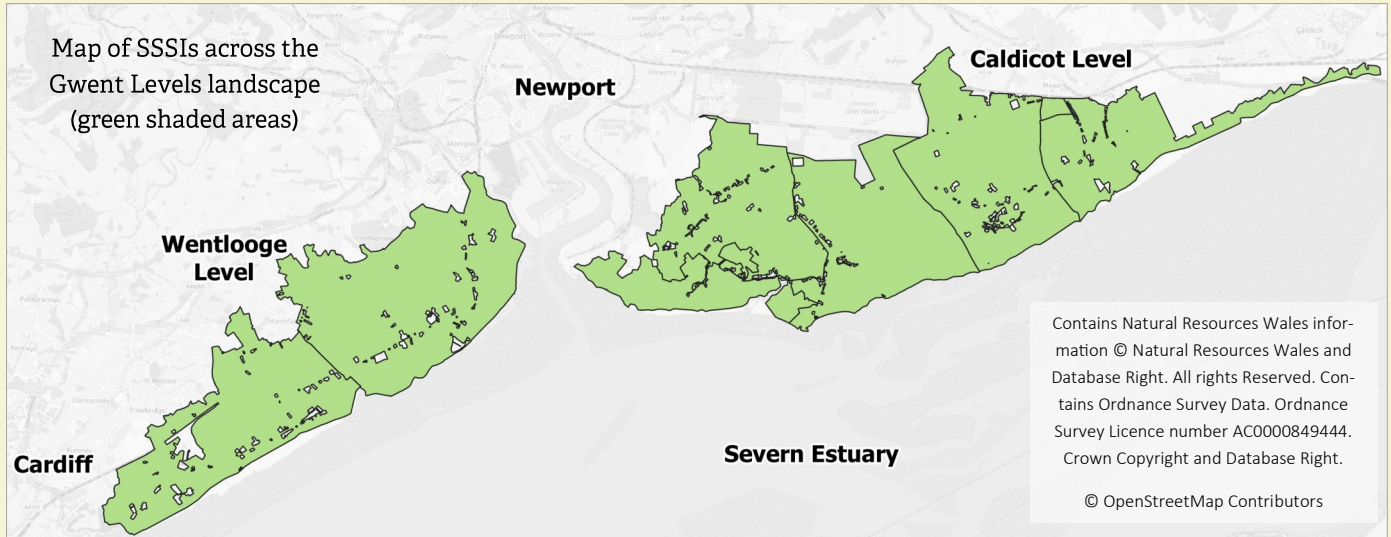 Map of SSSIs across the
Gwent Levels landscape
(green shaded areas)
Newport
Caldicot Level
Wentlooge
Level
Cardiff
Severn Estuary
Contains Natural Resources Wales infor-
mation © Natural Resources Wales and
Database Right. All rights Reserved. Con-
tains Ordnance Survey Data. Ordnance
Survey Licence number AC0000849444.
Crown Copyright and Database Right.
© OpenStreetMap Contributors